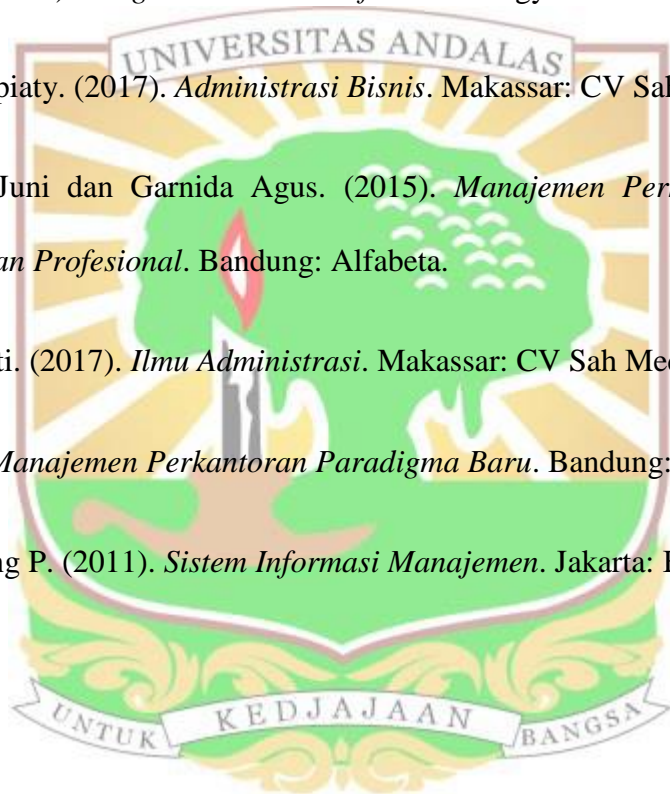 UNIVERSITAS ANDALAS
piaty. (2017). Administrasi Bisnis. Makassar: CV Sah
Juni dan Garnida Agus. (2015). Manajemen Per
an Profesional. Bandung: Alfabeta.
ti. (2017). Ilmu Administrasi. Makassar: CV Sah Med
Manajemen Perkantoran Paradigma Baru. Bandung:
ng P. (2011). Sistem Informasi Manajemen. Jakarta:
UNTUK KEDJAJAAN BANGSA